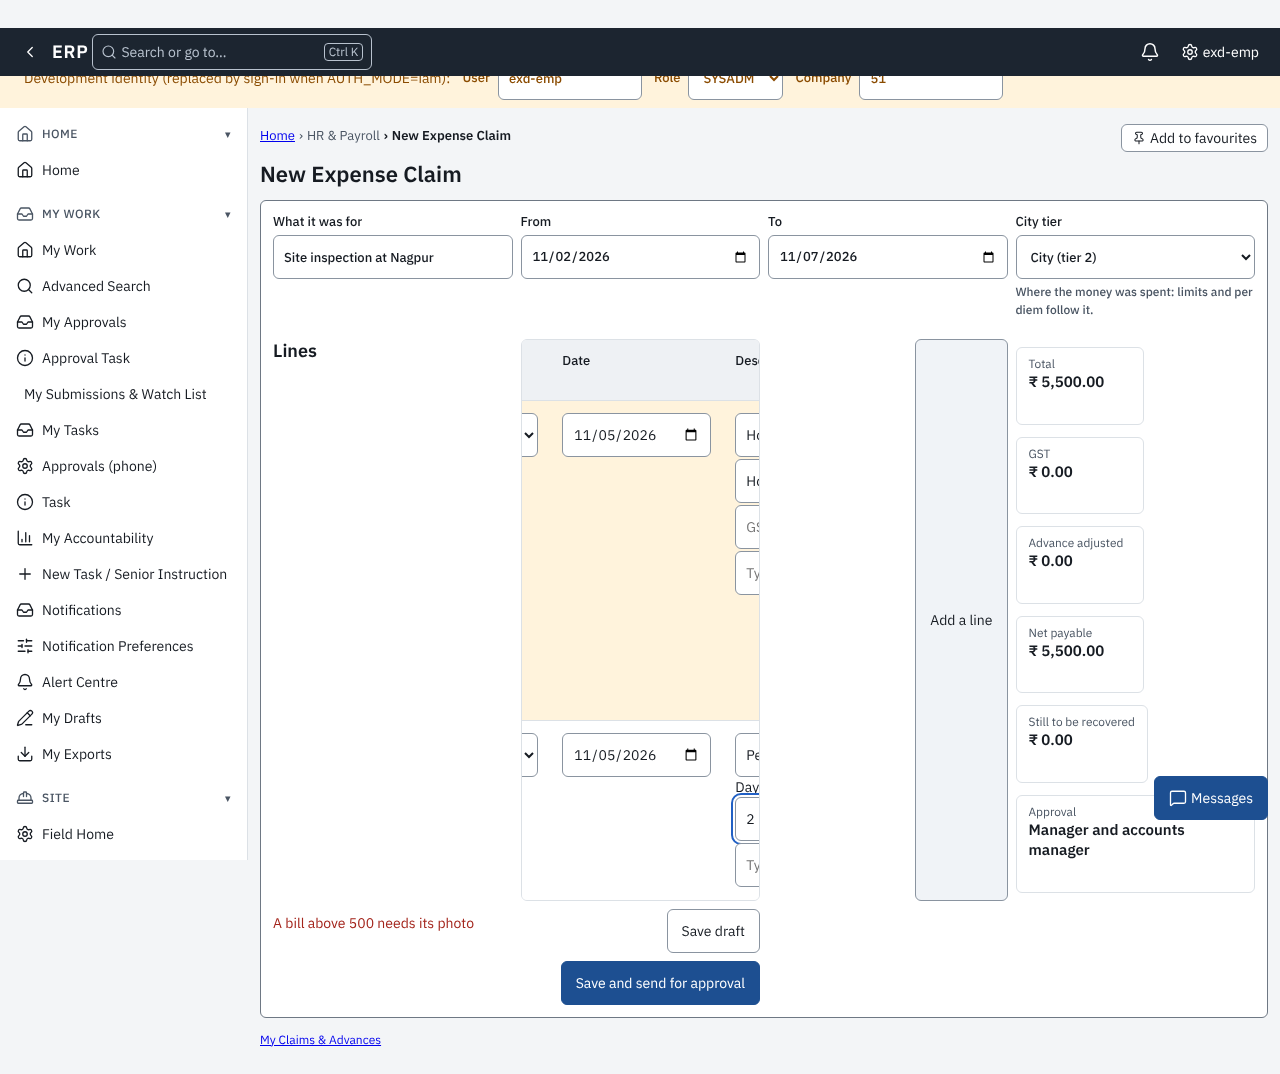 ERP
Search or go to...
Ctrl K
exd-emp
Development identity (replaced by sign-in when AUTH_MODE=iam):
User
exd-emp
Role
SYSADM
Company
51
HOME
Home
MY WORK
My Work
Advanced Search
My Approvals
Approval Task
My Submissions & Watch List
My Tasks
Approvals (phone)
Task
My Accountability
New Task / Senior Instruction
Notifications
Notification Preferences
Alert Centre
My Drafts
My Exports
SITE
Field Home
Home › HR & Payroll › New Expense Claim
Add to favourites
New Expense Claim
What it was for
Site inspection at Nagpur
From
11/02/2026
To
11/07/2026
City tier
City (tier 2)
Where the money was spent: limits and per
diem follow it.
Lines
Date
11/05/2026
11/05/2026
Day
2
Add a line
Total
₹ 5,500.00
GST
₹ 0.00
Advance adjusted
₹ 0.00
Net payable
₹ 5,500.00
Still to be recovered
₹ 0.00
Approval
Manager and accounts
manager
Messages
A bill above 500 needs its photo
Save draft
Save and send for approval
My Claims & Advances